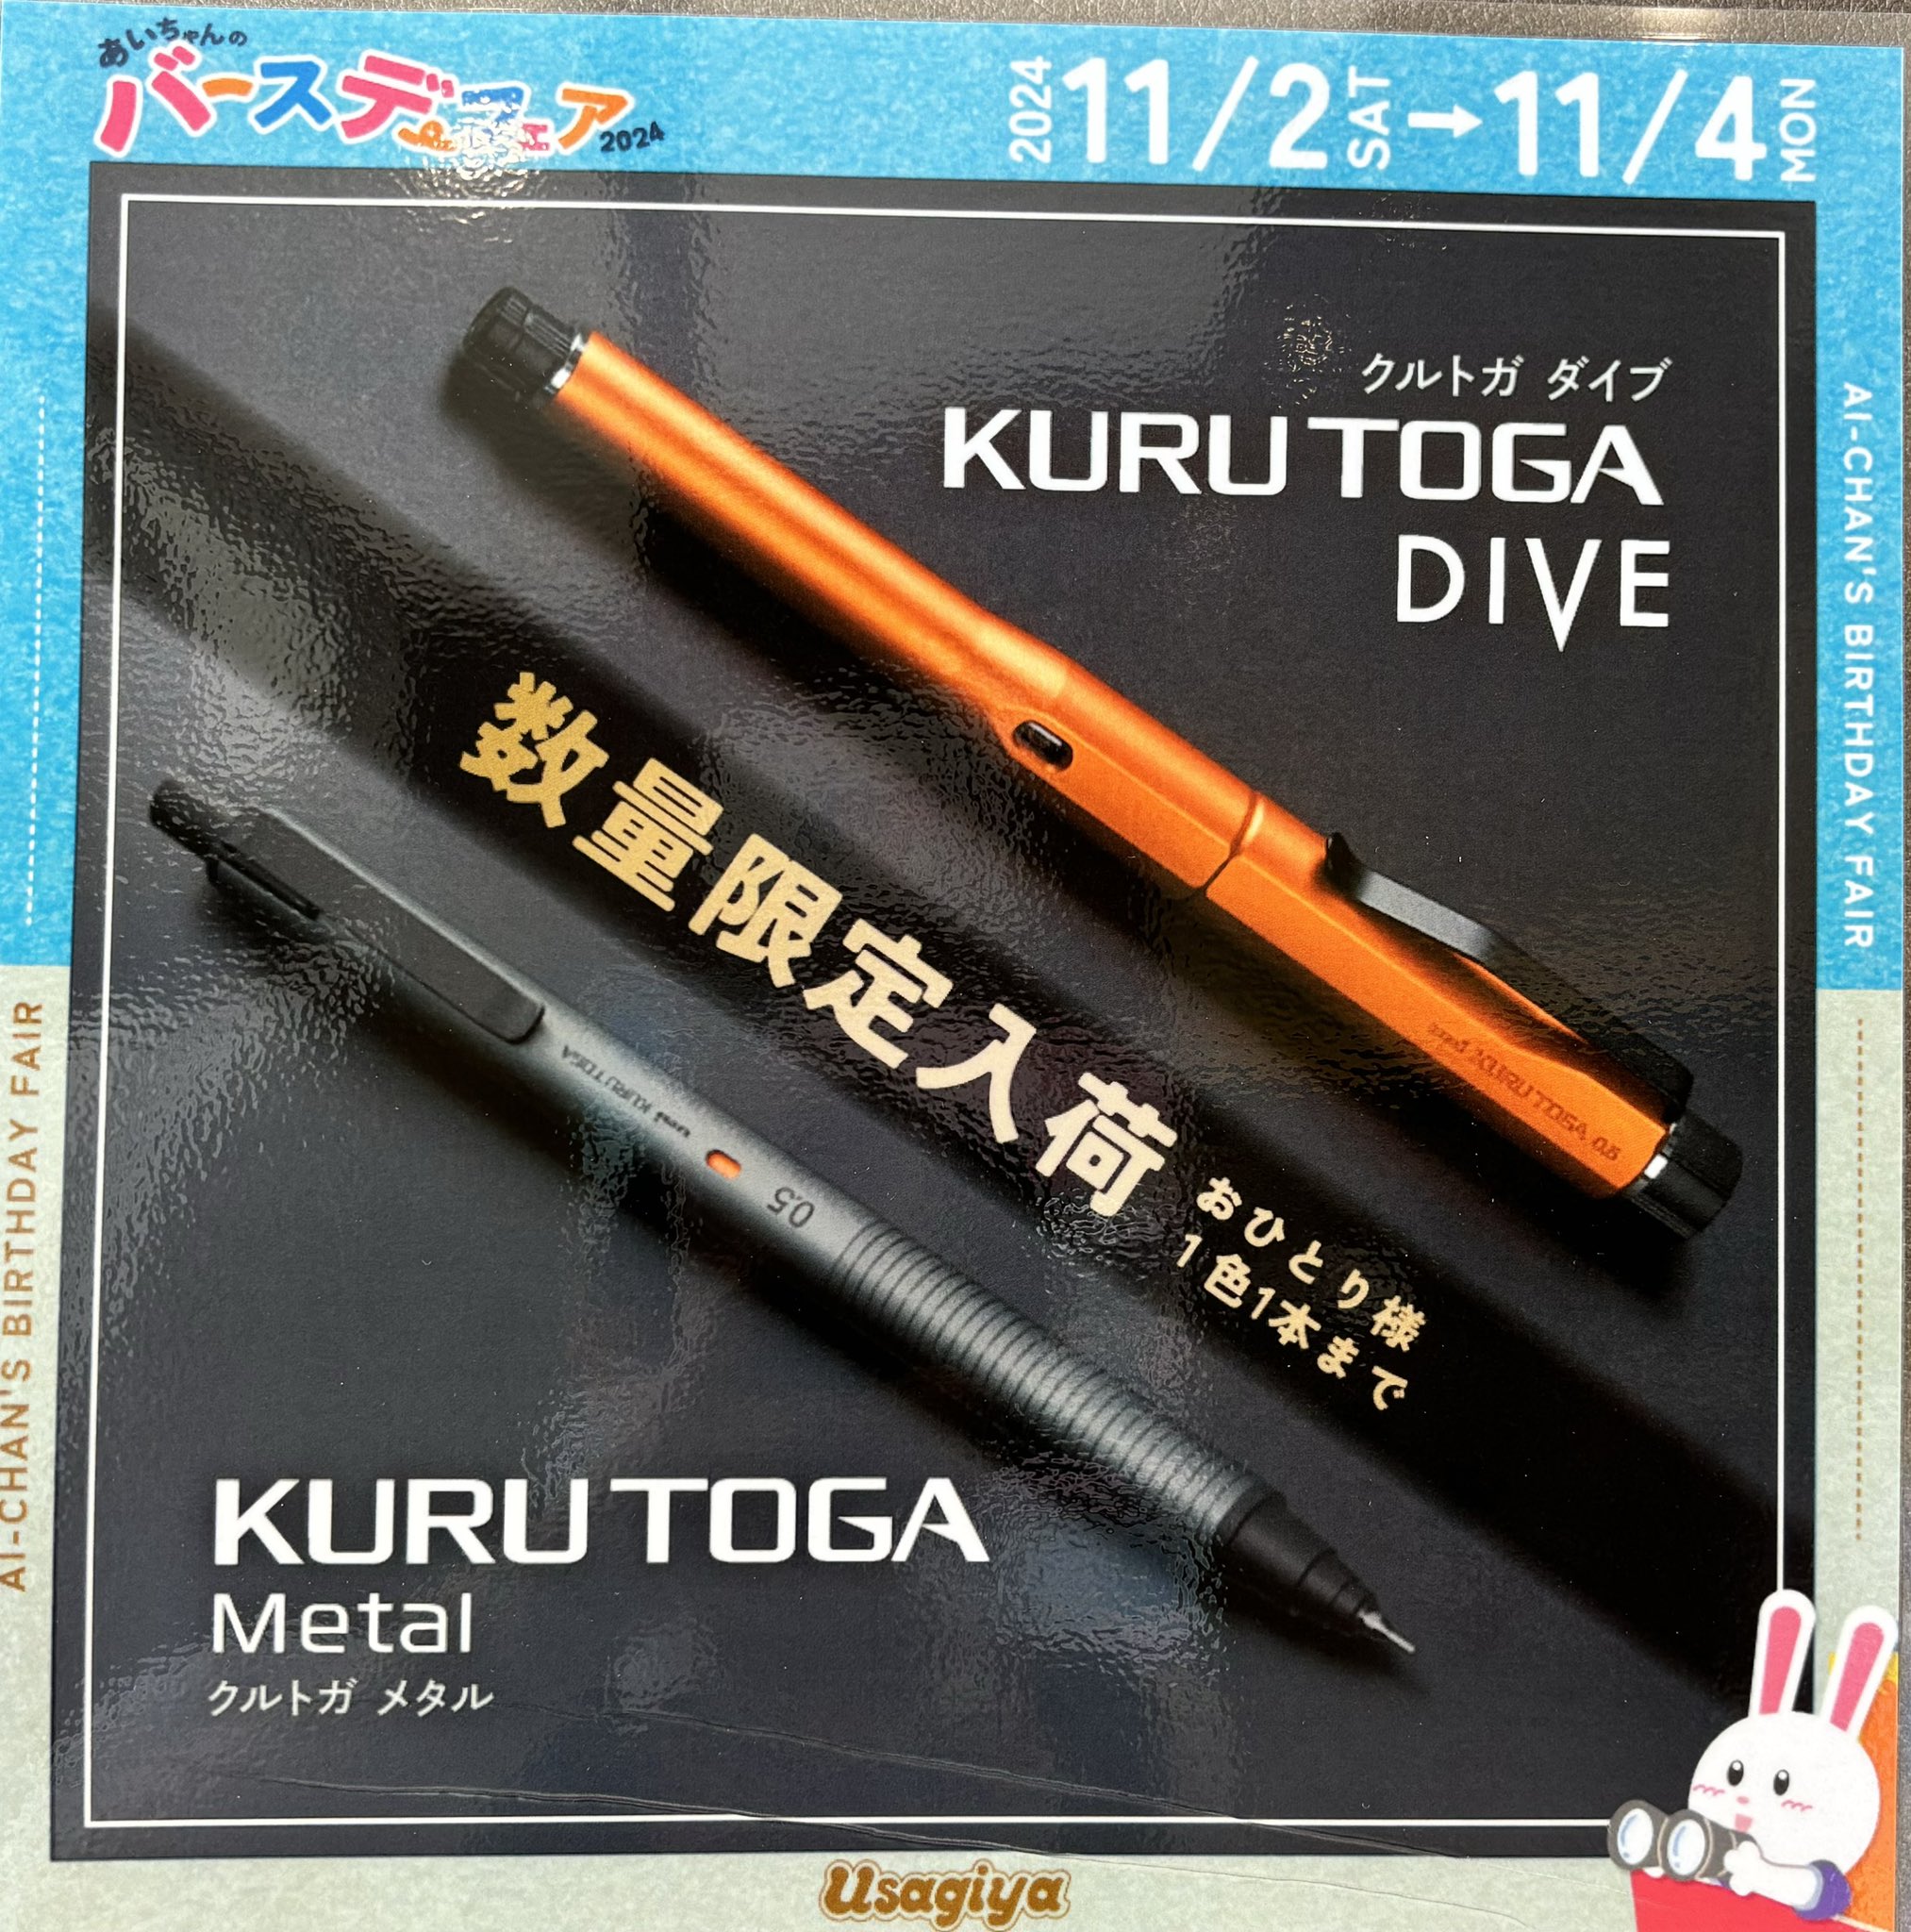 あいちゃんの
バースデーフェア
2024
2024 11/2 SAT → 11/4 MON
クルトガ ダイブ
KURU TOGA
DIVE
AI-CHAN'S BIRTHDAY FAIR
数量限定入荷
おひとり様
1色1本まで
uni KURU TOGA 0.5
uni KURU TOGA
0.5
KURU TOGA
Metal
クルトガ メタル
AI-CHAN'S BIRTHDAY FAIR
Usagiya